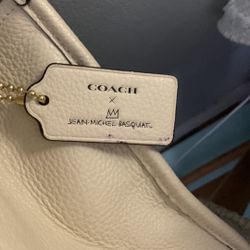 COACH
×
JEAN-MICHEL BASQUIAT